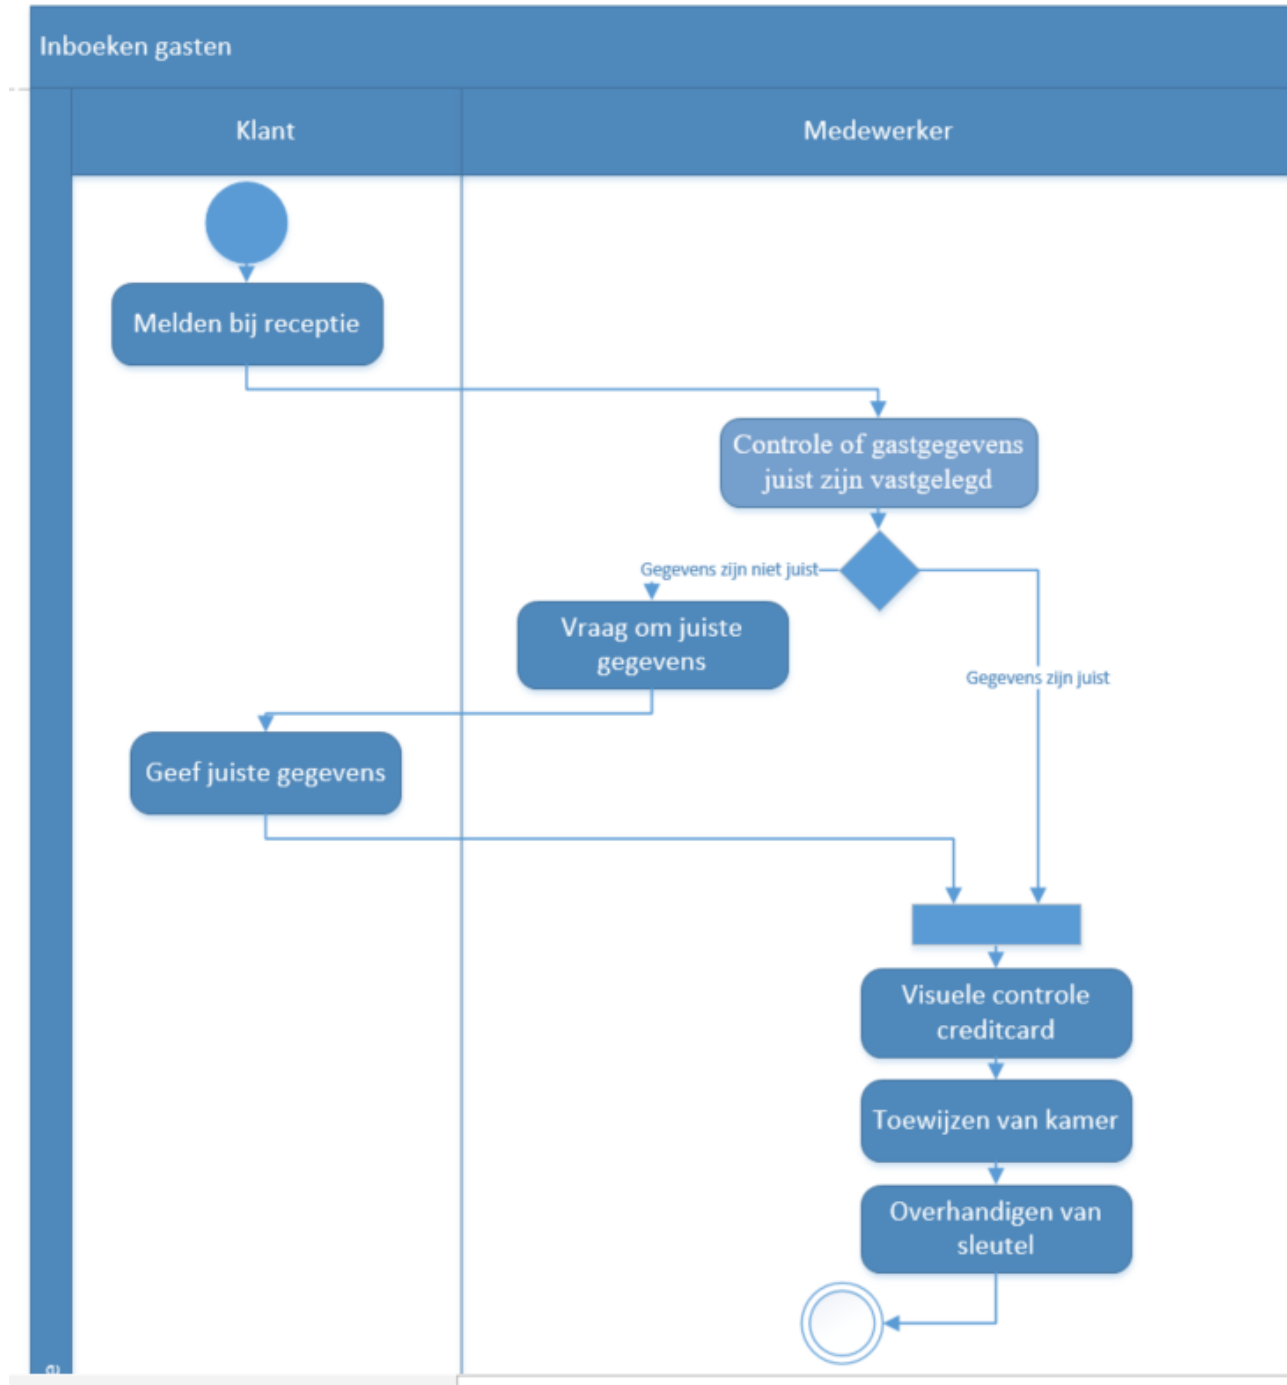 Inboeken gasten
Klant
Medewerker
Melden bij receptie
Controle of gastgegevens
juist zijn vastgelegd
Gegevens zijn niet juist
Vraag om juiste
gegevens
Gegevens zijn juist
Geef juiste gegevens
Visuele controle
creditcard
Toewijzen van kamer
Overhandigen van
sleutel